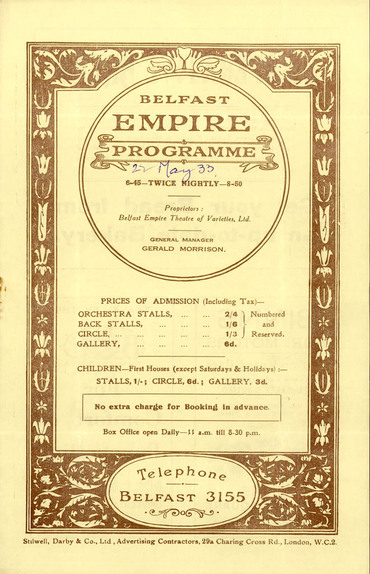 BELFAST
EMPIRE
PROGRAMME
22 May 33.
6-45—TWICE NIGHTLY—8-50
Proprietors:
Belfast Empire Theatre of Varieties, Ltd.
GENERAL MANAGER
GERALD MORRISON.
PRICES OF ADMISSION (Including Tax)—
ORCHESTRA STALLS, ... ... 2/4 Numbered
BACK STALLS, ... ... 1/6 and
CIRCLE, ... ... ... 1/3 Reserved.
GALLERY, ... ... ... 6d.
CHILDREN—First Houses (except Saturdays & Holidays):—
STALLS, 1/-; CIRCLE, 6d.; GALLERY, 3d.
No extra charge for Booking in advance.
Box Office open Daily—11 a.m. till 8-30 p.m.
Telephone
BELFAST 3155
Stilwell, Darby & Co., Ltd, Advertising Contractors, 29a Charing Cross Rd., London, W.C.2.